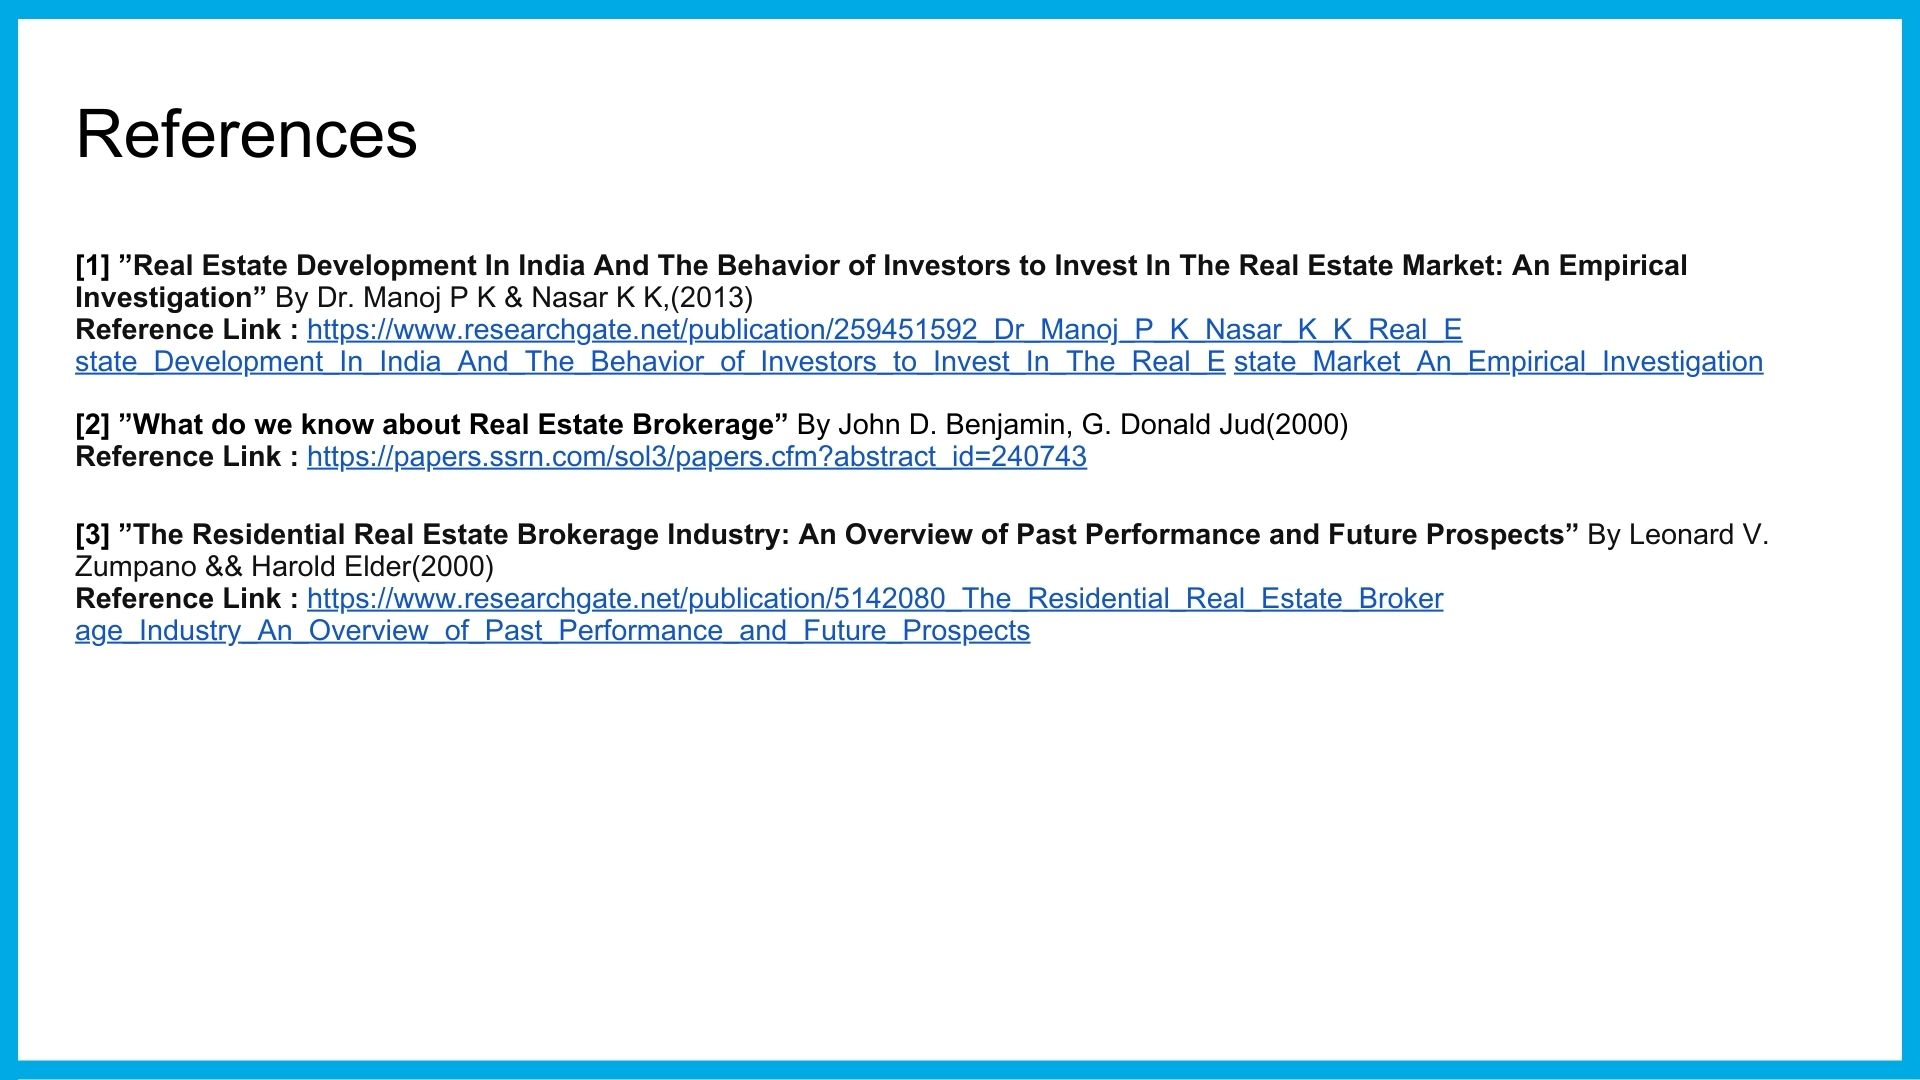 References
[1] ”Real Estate Development In India And The Behavior of Investors to Invest In The Real Estate Market: An Empirical
Investigation” By Dr. Manoj P K & Nasar K K,(2013)
Reference Link : https://www.researchgate.net/publication/259451592_Dr_Manoj_P_K_Nasar_K_K_Real_E
state_Development_In_India_And_The_Behavior_of_Investors_to_Invest_In_The_Real_E state_Market_An_Empirical_Investigation
[2] ”What do we know about Real Estate Brokerage” By John D. Benjamin, G. Donald Jud(2000)
Reference Link : https://papers.ssrn.com/sol3/papers.cfm?abstract_id=240743
[3] ”The Residential Real Estate Brokerage Industry: An Overview of Past Performance and Future Prospects” By Leonard V.
Zumpano && Harold Elder(2000)
Reference Link : https://www.researchgate.net/publication/5142080_The_Residential_Real_Estate_Broker
age_Industry_An_Overview_of_Past_Performance_and_Future_Prospects